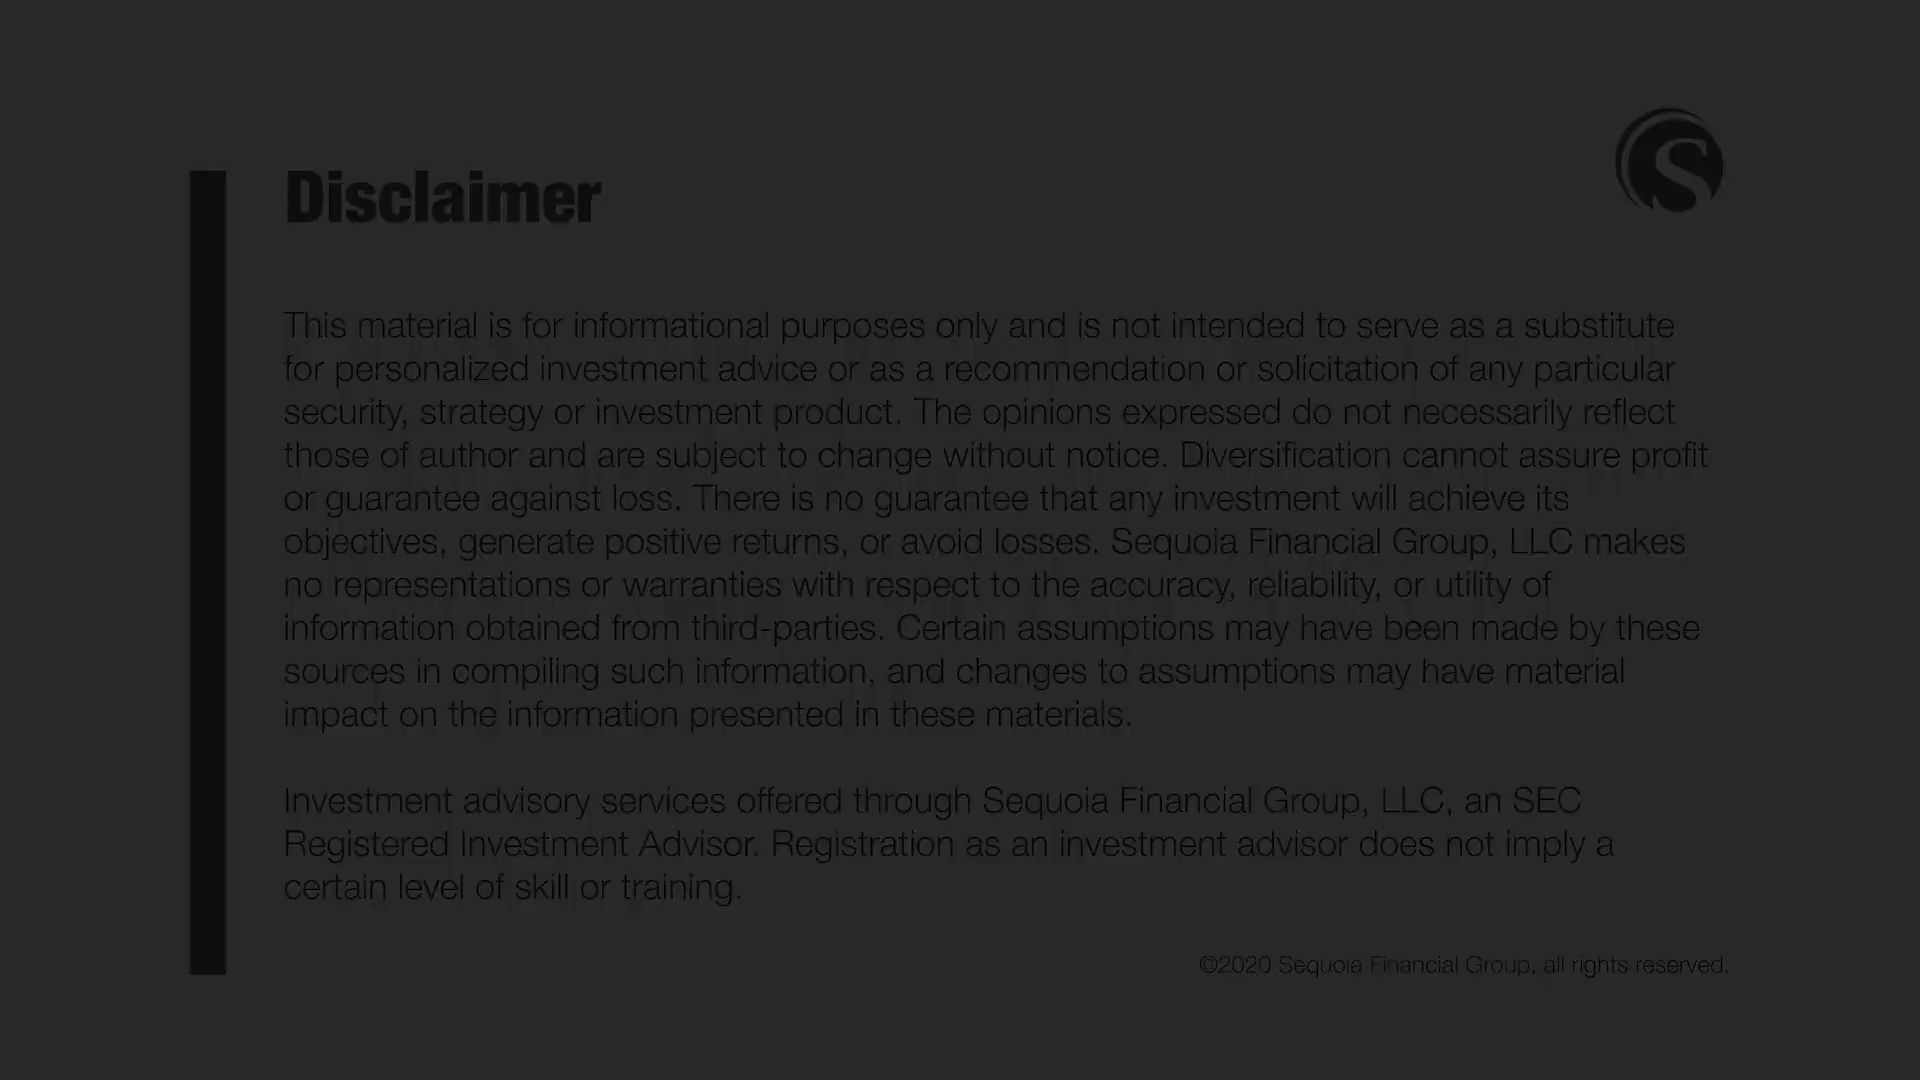 Disclaimer
This material is for informational purposes only and is not intended to serve as a substitute
for personalized investment advice or as a recommendation or solicitation of any particular
security, strategy or investment product. The opinions expressed do not necessarily reflect
those of author and are subject to change without notice. Diversification cannot assure profit
or guarantee against loss. There is no guarantee that any investment will achieve its
objectives, generate positive returns, or avoid losses. Sequoia Financial Group, LLC makes
no representations or warranties with respect to the accuracy, reliability, or utility of
information obtained from third-parties. Certain assumptions may have been made by these
sources in compiling such information, and changes to assumptions may have material
impact on the information presented in these materials.
Investment advisory services offered through Sequoia Financial Group, LLC, an SEC
Registered Investment Advisor. Registration as an investment advisor does not imply a
certain level of skill or training.
©2020 Sequoia Financial Group, all rights reserved.